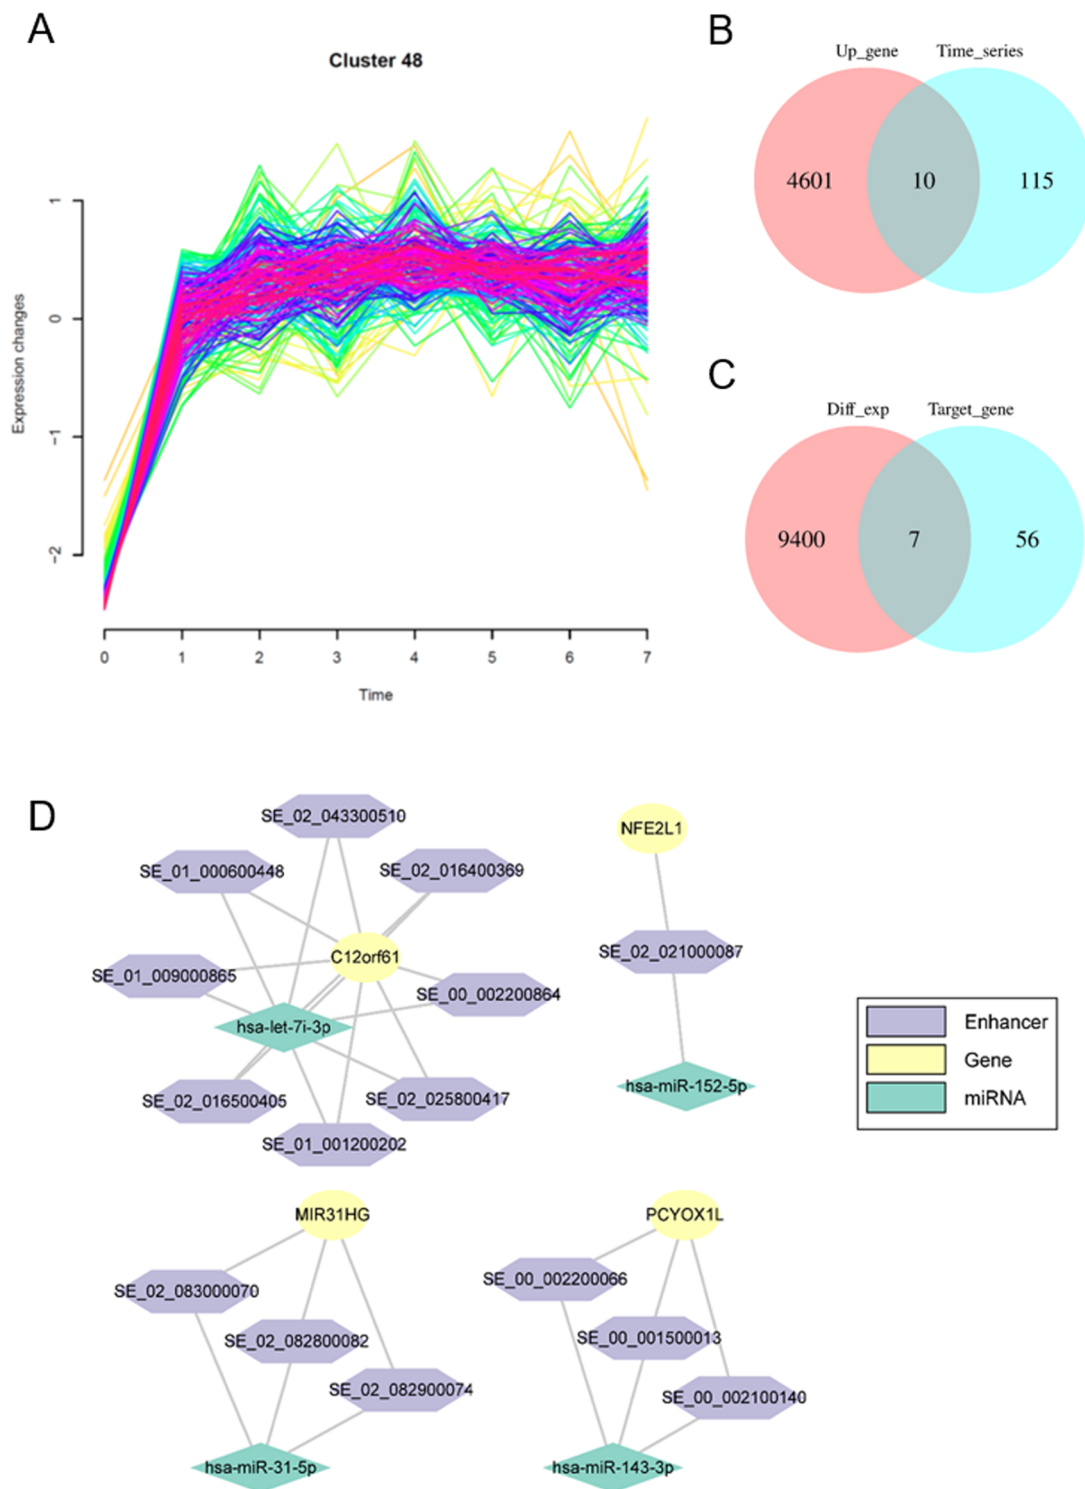 A
Cluster 48
Expression changes
1
0
−1
−2
0 1 2 3 4 5 6 7
Time
B
Up_gene Time_series
4601 10 115
C
Diff_exp Target_gene
9400 7 56
D
SE_02_043300510
SE_01_000600448
SE_02_016400369
C12orf61
SE_01_009000865
SE_00_002200864
hsa-let-7i-3p
SE_02_016500405
SE_02_025800417
SE_01_001200202
NFE2L1
SE_02_021000087
hsa-miR-152-5p
Enhancer
Gene
miRNA
MIR31HG
SE_02_083000070
SE_02_082800082
SE_02_082900074
hsa-miR-31-5p
PCYOX1L
SE_00_002200066
SE_00_001500013
SE_00_002100140
hsa-miR-143-3p